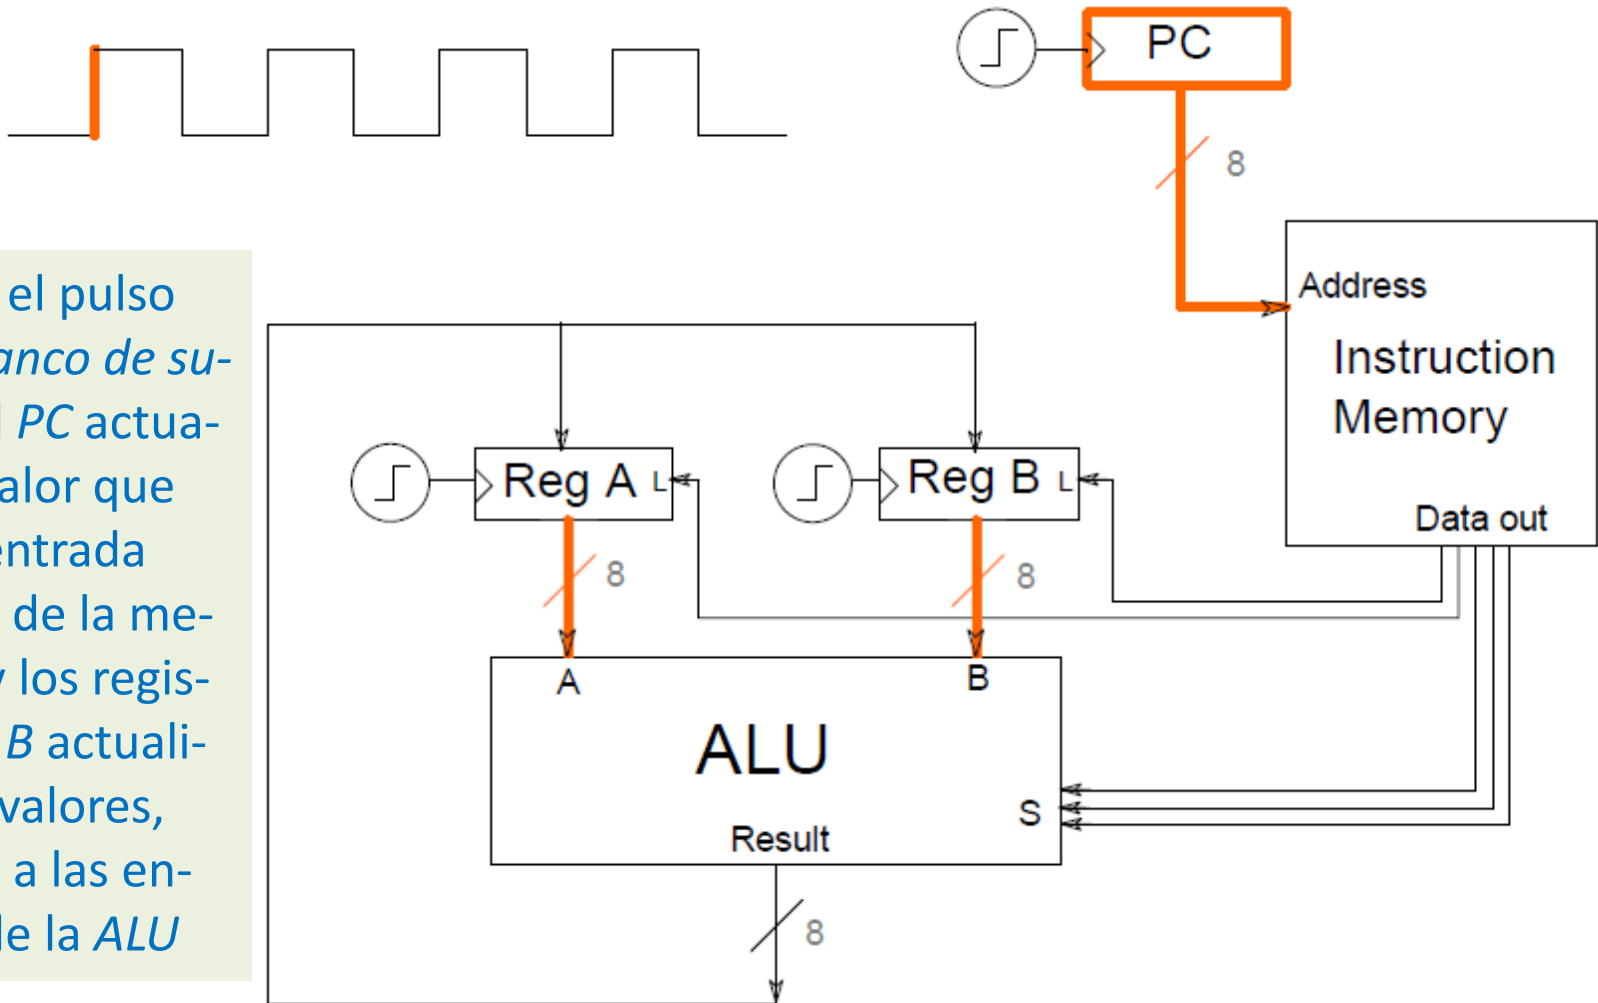 PC
8
Address
Instruction
Memory
Data out
el pulso
anco de su-
PC actua-
alor que
entrada
de la me-
los regis-
B actuali-
valores,
a las en-
de la ALU
Reg A L
Reg B L
8
8
A
B
ALU
S
Result
8